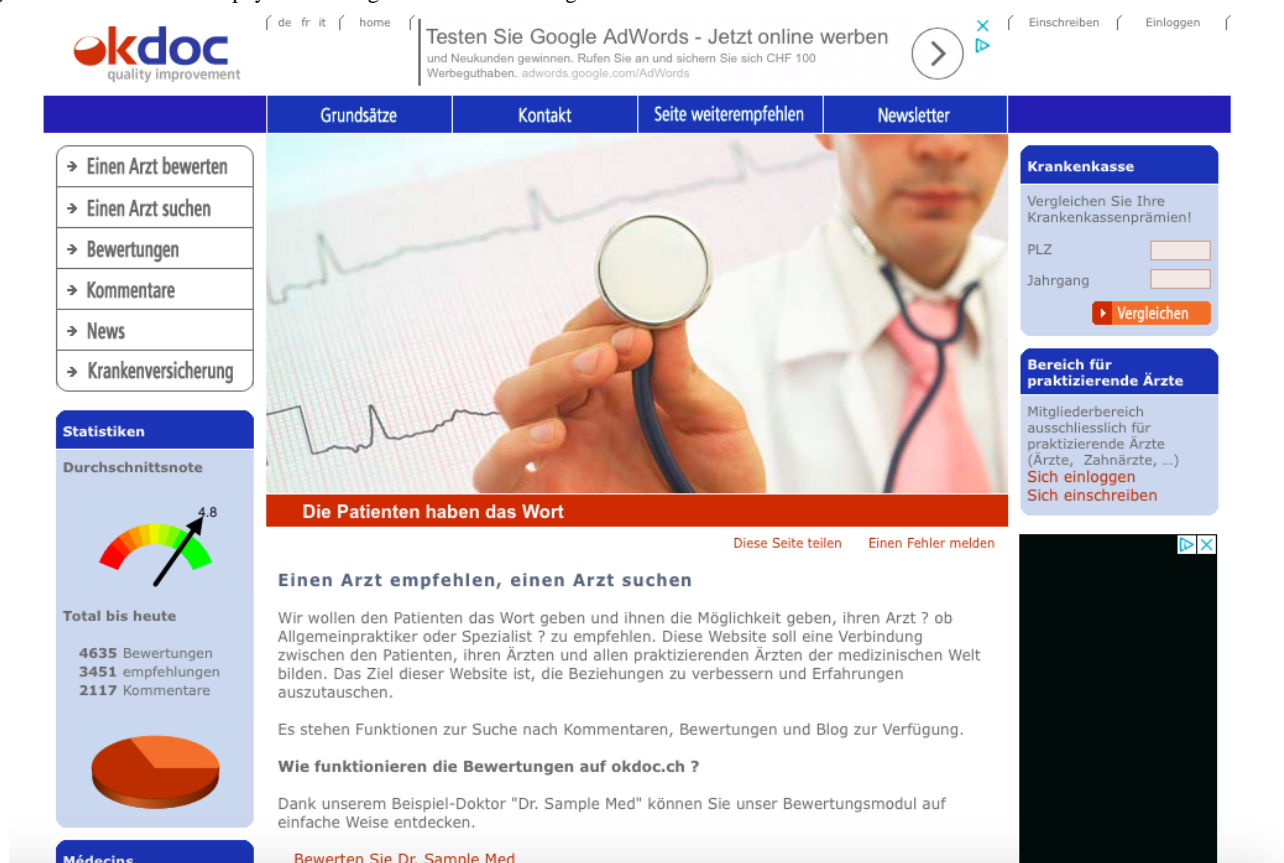 de fr it
home
Einschreiben
Einloggen
okdoc
quality improvement
Testen Sie Google AdWords - Jetzt online werben
und Neukunden gewinnen. Rufen Sie an und sichern Sie sich CHF 100
Werbeguthaben. adwords.google.com/AdWords
Grundsätze
Kontakt
Seite weiterempfehlen
Newsletter
Einen Arzt bewerten
Einen Arzt suchen
Bewertungen
Kommentare
News
Krankenversicherung
Statistiken
Durchschnittsnote
4.8
Total bis heute
4635 Bewertungen
3451 empfehlungen
2117 Kommentare
Médecins
Die Patienten haben das Wort
Diese Seite teilen
Einen Fehler melden
Einen Arzt empfehlen, einen Arzt suchen
Wir wollen den Patienten das Wort geben und ihnen die Möglichkeit geben, ihren Arzt ? ob
Allgemeinpraktiker oder Spezialist ? zu empfehlen. Diese Website soll eine Verbindung
zwischen den Patienten, ihren Ärzten und allen praktizierenden Ärzten der medizinischen Welt
bilden. Das Ziel dieser Website ist, die Beziehungen zu verbessern und Erfahrungen
auszutauschen.
Es stehen Funktionen zur Suche nach Kommentaren, Bewertungen und Blog zur Verfügung.
Wie funktionieren die Bewertungen auf okdoc.ch ?
Dank unserem Beispiel-Doktor "Dr. Sample Med" können Sie unser Bewertungsmodul auf
einfache Weise entdecken.
Bewerten Sie Dr. Sample Med
Krankenkasse
Vergleichen Sie Ihre
Krankenkassenprämien!
PLZ
Jahrgang
Vergleichen
Bereich für
praktizierende Ärzte
Mitgliederbereich
ausschliesslich für
praktizierende Ärzte
(Ärzte, Zahnärzte, ...)
Sich einloggen
Sich einschreiben